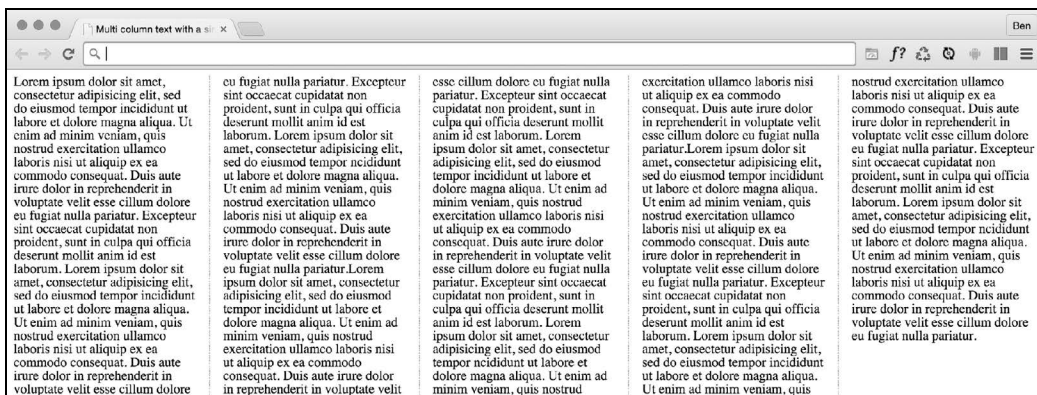 Multi column text with a si
Ben
f?
Lorem ipsum dolor sit amet,
consectetur adipisicing elit, sed
do eiusmod tempor incididunt ut
labore et dolore magna aliqua. Ut
enim ad minim veniam, quis
nostrud exercitation ullamco
laboris nisi ut aliquip ex ea
commodo consequat. Duis aute
irure dolor in reprehenderit in
voluptate velit esse cillum dolore
eu fugiat nulla pariatur. Excepteur
sint occaecat cupidatat non
proident, sunt in culpa qui officia
deserunt mollit anim id est
laborum. Lorem ipsum dolor sit
amet, consectetur adipisicing elit,
sed do eiusmod tempor incididunt
ut labore et dolore magna aliqua.
Ut enim ad minim veniam, quis
nostrud exercitation ullamco
laboris nisi ut aliquip ex ea
commodo consequat. Duis aute
irure dolor in reprehenderit in
voluptate velit esse cillum dolore
eu fugiat nulla pariatur. Excepteur
sint occaecat cupidatat non
proident, sunt in culpa qui officia
deserunt mollit anim id est
laborum. Lorem ipsum dolor sit
amet, consectetur adipisicing elit,
sed do eiusmod tempor ncididunt
ut labore et dolore magna aliqua.
Ut enim ad minim veniam, quis
nostrud exercitation ullamco
laboris nisi ut aliquip ex ea
commodo consequat. Duis aute
irure dolor in reprehenderit in
voluptate velit esse cillum dolore
eu fugiat nulla pariatur.Lorem
ipsum dolor sit amet, consectetur
adipisicing elit, sed do eiusmod
tempor incididunt ut labore et
dolore magna aliqua. Ut enim ad
minim veniam, quis nostrud
exercitation ullamco laboris nisi
ut aliquip ex ea commodo
consequat. Duis aute irure dolor
in reprehenderit in voluptate velit
esse cillum dolore eu fugiat nulla
pariatur. Excepteur sint occaecat
cupidatat non proident, sunt in
culpa qui officia deserunt mollit
anim id est laborum. Lorem
ipsum dolor sit amet, consectetur
adipisicing elit, sed do eiusmod
tempor incididunt ut labore et
dolore magna aliqua. Ut enim ad
minim veniam, quis nostrud
exercitation ullamco laboris nisi
ut aliquip ex ea commodo
consequat. Duis aute irure dolor
in reprehenderit in voluptate velit
esse cillum dolore eu fugiat nulla
pariatur. Excepteur sint occaecat
cupidatat non proident, sunt in
culpa qui officia deserunt mollit
anim id est laborum. Lorem
ipsum dolor sit amet, consectetur
adipisicing elit, sed do eiusmod
tempor ncididunt ut labore et
dolore magna aliqua. Ut enim ad
minim veniam, quis nostrud
exercitation ullamco laboris nisi
ut aliquip ex ea commodo
consequat. Duis aute irure dolor
in reprehenderit in voluptate velit
esse cillum dolore eu fugiat nulla
pariatur.Lorem ipsum dolor sit
amet, consectetur adipisicing elit,
sed do eiusmod tempor incididunt
ut labore et dolore magna aliqua.
Ut enim ad minim veniam, quis
nostrud exercitation ullamco
laboris nisi ut aliquip ex ea
commodo consequat. Duis aute
irure dolor in reprehenderit in
voluptate velit esse cillum dolore
eu fugiat nulla pariatur. Excepteur
sint occaecat cupidatat non
proident, sunt in culpa qui officia
deserunt mollit anim id est
laborum. Lorem ipsum dolor sit
amet, consectetur adipisicing elit,
sed do eiusmod tempor incididunt
ut labore et dolore magna aliqua.
Ut enim ad minim veniam, quis
nostrud exercitation ullamco
laboris nisi ut aliquip ex ea
commodo consequat. Duis aute
irure dolor in reprehenderit in
voluptate velit esse cillum dolore
eu fugiat nulla pariatur. Excepteur
sint occaecat cupidatat non
proident, sunt in culpa qui officia
deserunt mollit anim id est
laborum. Lorem ipsum dolor sit
amet, consectetur adipisicing elit,
sed do eiusmod tempor ncididunt
ut labore et dolore magna aliqua.
Ut enim ad minim veniam, quis
nostrud exercitation ullamco
laboris nisi ut aliquip ex ea
commodo consequat. Duis aute
irure dolor in reprehenderit in
voluptate velit esse cillum dolore
eu fugiat nulla pariatur.